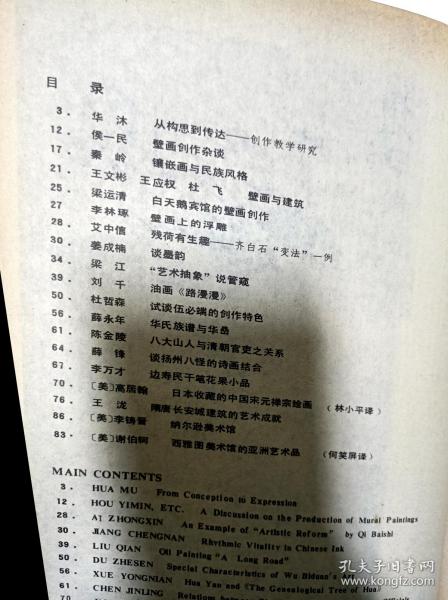 目 录
3. 华 沐 从构思到传达——创作教学研究
12. 侯一民 壁画创作杂谈
17. 秦 岭 镶嵌画与民族风格
21. 王文彬 王应权 杜 飞 壁画与建筑
25. 梁运清 白天鹅宾馆的壁画创作
27 李林琢 壁画上的浮雕
28. 艾中信 残荷有生趣——齐白石“变法”一例
30. 姜成楠 谈墨韵
34. 梁 江 “艺术抽象”说管窥
39. 刘 千 油画《路漫漫》
50. 杜哲森 试谈伍必端的创作特色
56. 薛永年 华氏族谱与华喦
61. 陈金陵 八大山人与清朝官吏之关系
64. 薛 锋 谈扬州八怪的诗画结合
67. 李万才 边寿民干笔花果小品
70. 〔美〕高居翰 日本收藏的中国宋元禅宗绘画 (林小平译)
76. 王 泷 隋唐长安城建筑的艺术成就
86. 〔美〕李铸晋 纳尔逊美术馆
83. 〔美〕谢伯轲 西雅图美术馆的亚洲艺术品 (何笑屏译)
MAIN CONTENTS
3. HUA MU From Conception to Expression
12. HOU YIMIN, ETC. A Discussion on the Production of Mural Paintings
28. AI ZHONGXIN An Example of "Artistic Reform" by Qi Baishi
30. JIANG CHENGNAN Rhythmic Vitality in Chinese Ink
39. LIU QIAN Oil Painting "A Long Road"
50. DU ZHESEN Special Characteristics of Wu Biduan's
56. XUE YONGNIAN Hua Yan and 《The Genealogical Tree of Hua》
61 CHEN JINLING Relations between
孔夫子旧书网